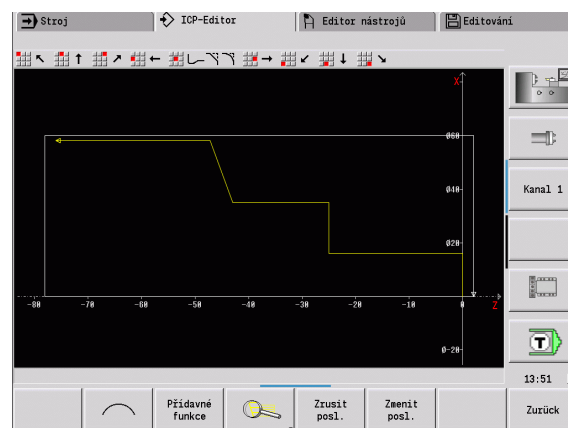 Stroj
ICP-Editor
Editor nástrojů
Editování
X
Ø60
Ø40
Kanal 1
Ø20
-80
-70
-60
-50
-40
-30
-20
-10
0
Z
Ø-20
T
13:51
Přídavné
funkce
Zrusit
posl.
Zmenit
posl.
Zurück